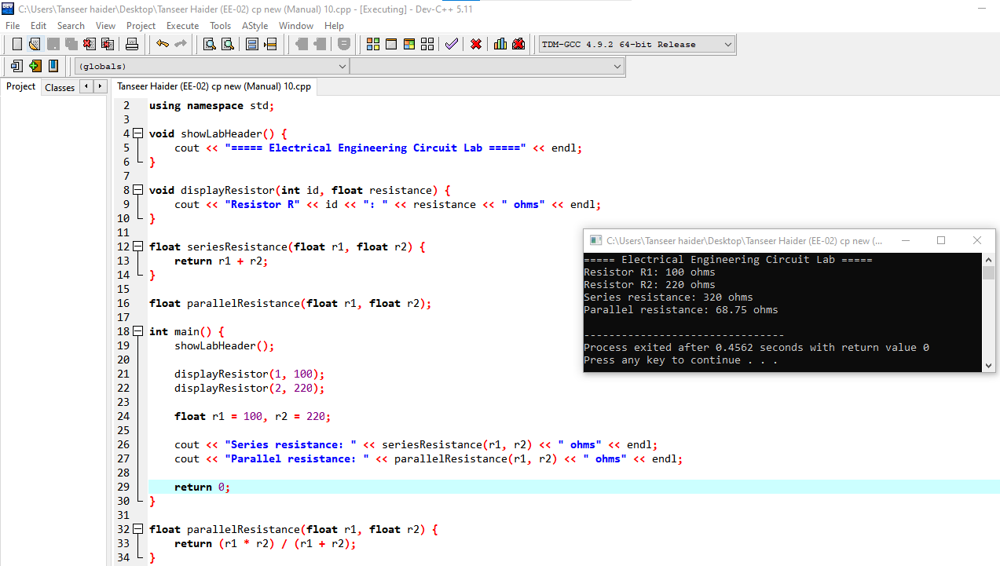 C:\Users\Tanseer haider\Desktop\Tanseer Haider (EE-02) cp new (Manual) 10.cpp - [Executing] - Dev-C++ 5.11
File Edit Search View Project Execute Tools AStyle Window Help
TDM-GCC 4.9.2 64-bit Release
(globals)
Project Classes Tanseer Haider (EE-02) cp new (Manual) 10.cpp
2 using namespace std;
3
4 void showLabHeader() {
5 cout << "===== Electrical Engineering Circuit Lab =====" << endl;
6 }
7
8 void displayResistor(int id, float resistance) {
9 cout << "Resistor R" << id << ": " << resistance << " ohms" << endl;
10 }
11
12 float seriesResistance(float r1, float r2) {
13 return r1 + r2;
14 }
15
16 float parallelResistance(float r1, float r2);
17
18 int main() {
19 showLabHeader();
20
21 displayResistor(1, 100);
22 displayResistor(2, 220);
23
24 float r1 = 100, r2 = 220;
25
26 cout << "Series resistance: " << seriesResistance(r1, r2) << " ohms" << endl;
27 cout << "Parallel resistance: " << parallelResistance(r1, r2) << " ohms" << endl;
28
29 return 0;
30 }
31
32 float parallelResistance(float r1, float r2) {
33 return (r1 * r2) / (r1 + r2);
34 }
C:\Users\Tanseer haider\Desktop\Tanseer Haider (EE-02) cp new (...
===== Electrical Engineering Circuit Lab =====
Resistor R1: 100 ohms
Resistor R2: 220 ohms
Series resistance: 320 ohms
Parallel resistance: 68.75 ohms
--------------------------------
Process exited after 0.4562 seconds with return value 0
Press any key to continue . . .